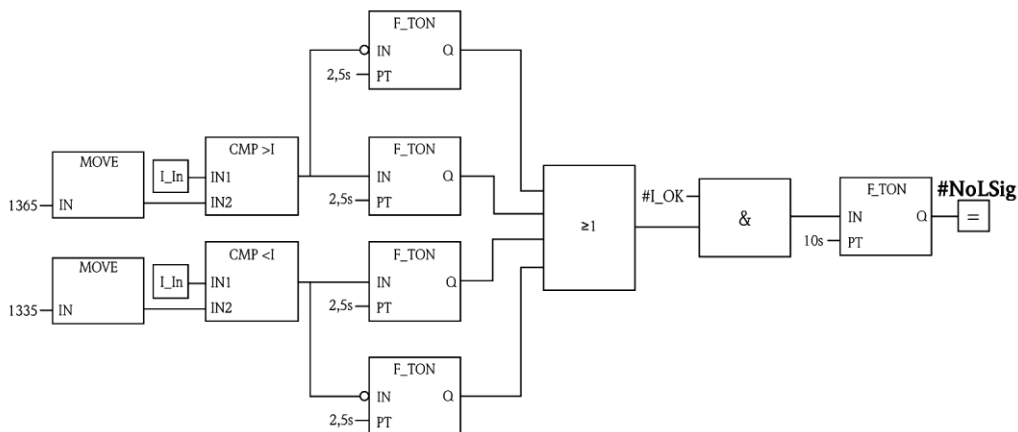 F_TON
IN Q
2,5s PT
MOVE
1365 IN
I_In
CMP >I
IN1
IN2
F_TON
IN Q
2,5s PT
MOVE
1335 IN
I_In
CMP <I
IN1
IN2
F_TON
IN Q
2,5s PT
F_TON
IN Q
2,5s PT
≥1
#I_OK
&
F_TON
IN Q
10s PT
#NoLSig
=